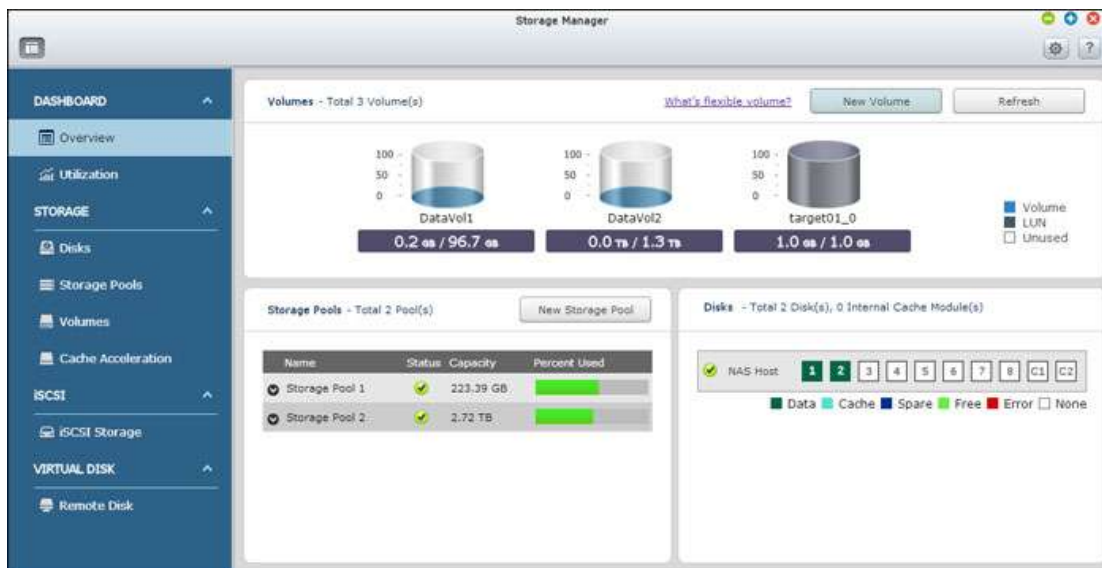 Storage Manager
?
DASHBOARD
Overview
Utilization
STORAGE
Disks
Storage Pools
Volumes
Cache Acceleration
iSCSI
iSCSI Storage
VIRTUAL DISK
Remote Disk
Volumes - Total 3 Volume(s)
What's flexible volume?
New Volume
Refresh
100
50
0
DataVol1
0.2 GB / 96.7 GB
100
50
0
DataVol2
0.0 TB / 1.3 TB
100
50
0
target01_0
1.0 GB / 1.0 GB
Volume
LUN
Unused
Storage Pools - Total 2 Pool(s)
New Storage Pool
Name Status Capacity Percent Used
Storage Pool 1 223.39 GB
Storage Pool 2 2.72 TB
Disks - Total 2 Disk(s), 0 Internal Cache Module(s)
NAS Host 1 2 3 4 5 6 7 8 C1 C2
Data Cache Spare Free Error None